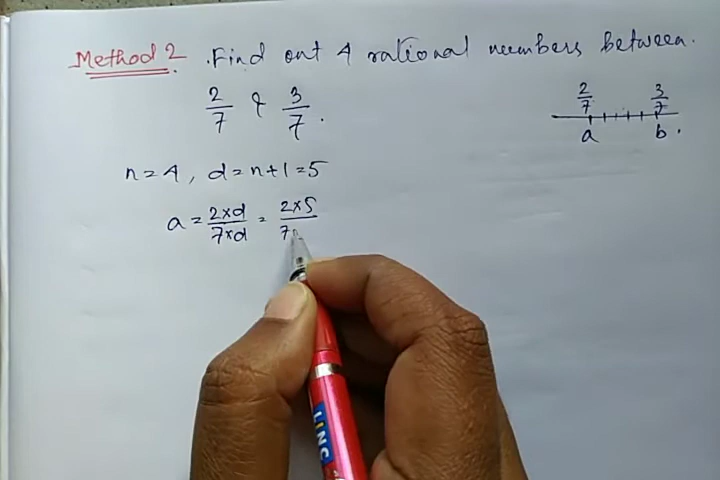 Method 2 . Find out 4 rational numbers between.
2/7 & 3/7.
2/7 3/7
a b.
n=4, d=n+1=5
a = 2×d/7×d = 2×5/7
LINC